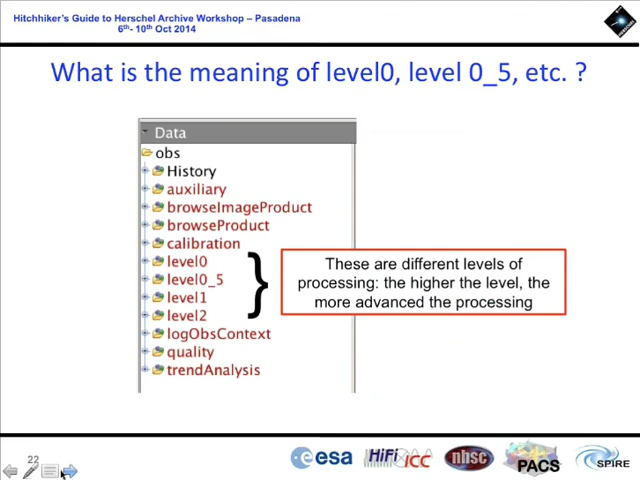 Hitchhiker's Guide to Herschel Archive Workshop – Pasadena
6th- 10th Oct 2014
What is the meaning of level0, level 0_5, etc. ?
Data
obs
History
auxiliary
browseImageProduct
browseProduct
calibration
level0
level0_5
level1
level2
logObsContext
quality
trendAnalysis
These are different levels of
processing: the higher the level, the
more advanced the processing
22
esa
HiFi ICC
nhsc
PACS
SPIRE